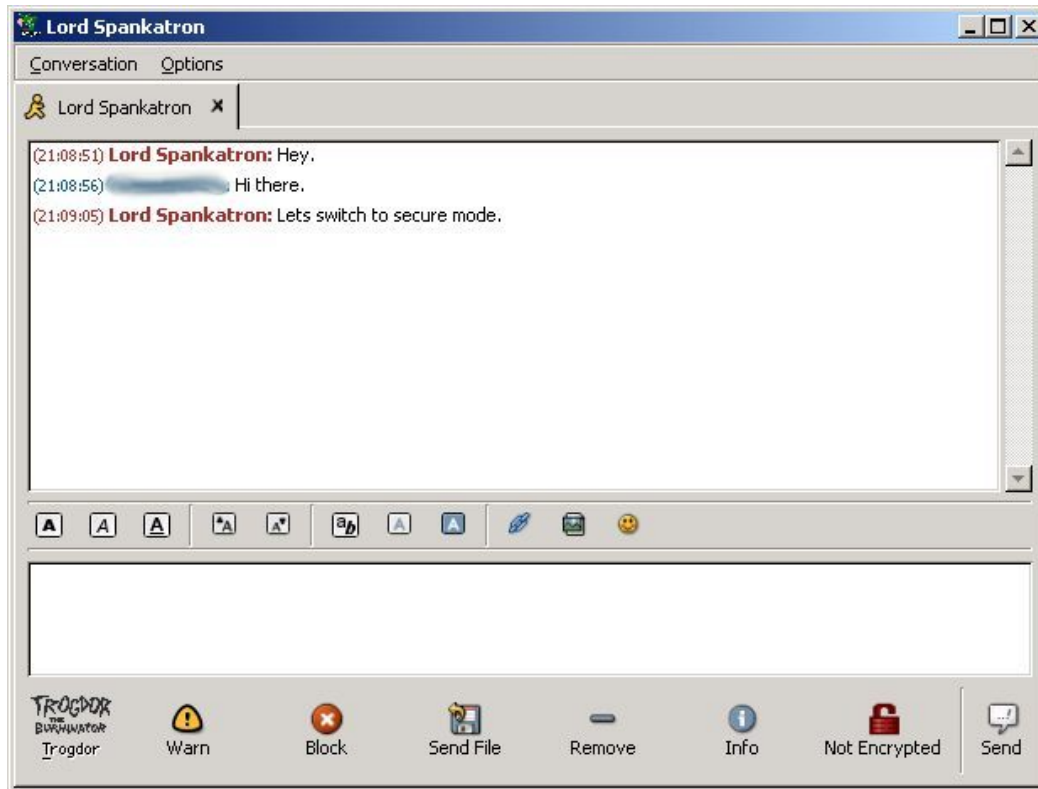 Lord Spankatron
Conversation Options
Lord Spankatron
(21:08:51) Lord Spankatron: Hey.
(21:08:56) Hi there.
(21:09:05) Lord Spankatron: Lets switch to secure mode.
A A A A A ab A A
TROGDOR
THE
BURNINATOR
Trogdor Warn Block Send File Remove Info Not Encrypted Send